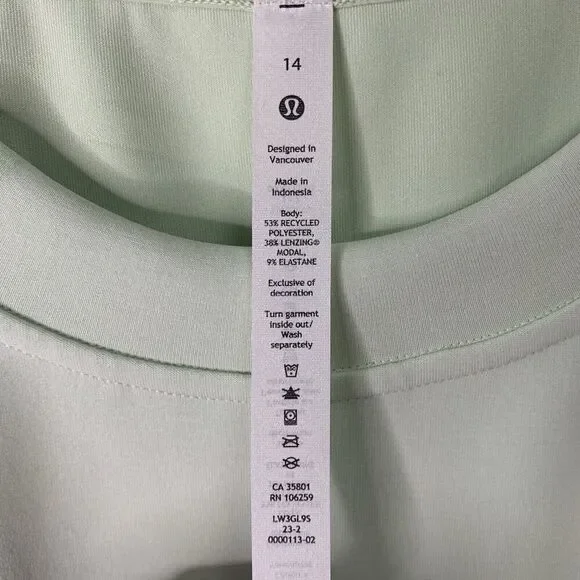 14
Designed in
Vancouver
Made in
Indonesia
Body:
53% RECYCLED
POLYESTER,
38% LENZING®
MODAL,
9% ELASTANE
Exclusive of
decoration
Turn garment
inside out/
Wash
separately
CA 35801
RN 106259
LW3GL9S
23-2
0000113-02